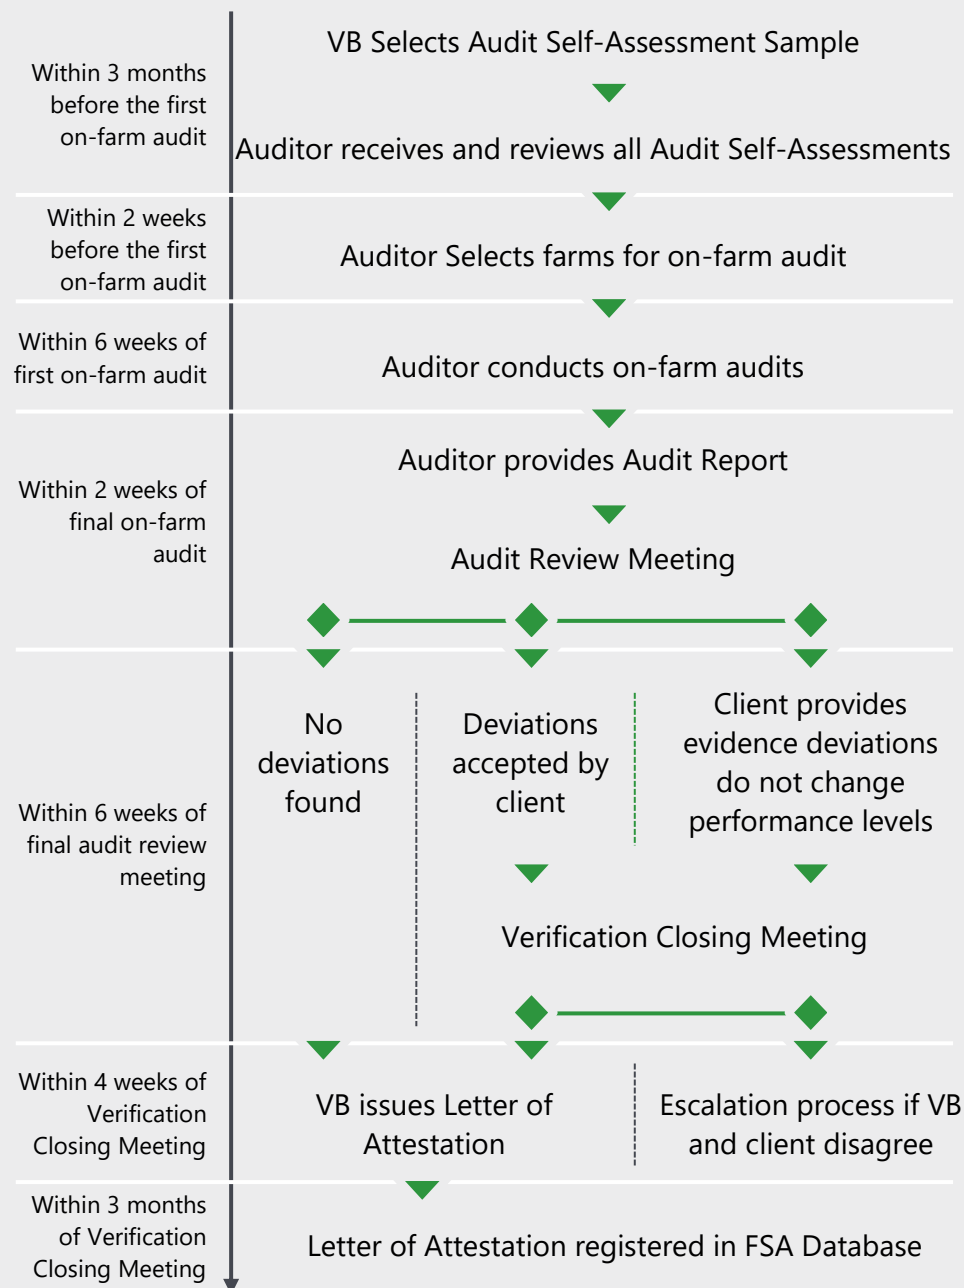 VB Selects Audit Self-Assessment Sample
Within 3 months
before the first
on-farm audit
Auditor receives and reviews all Audit Self-Assessments
Within 2 weeks
before the first
on-farm audit
Auditor Selects farms for on-farm audit
Within 6 weeks of
first on-farm audit
Auditor conducts on-farm audits
Within 2 weeks of
final on-farm
audit
Auditor provides Audit Report
Audit Review Meeting
Within 6 weeks of
final audit review
meeting
No
deviations
found
Deviations
accepted by
client
Client provides
evidence deviations
do not change
performance levels
Verification Closing Meeting
Within 4 weeks of
Verification
Closing Meeting
VB issues Letter of
Attestation
Escalation process if VB
and client disagree
Within 3 months
of Verification
Closing Meeting
Letter of Attestation registered in FSA Database